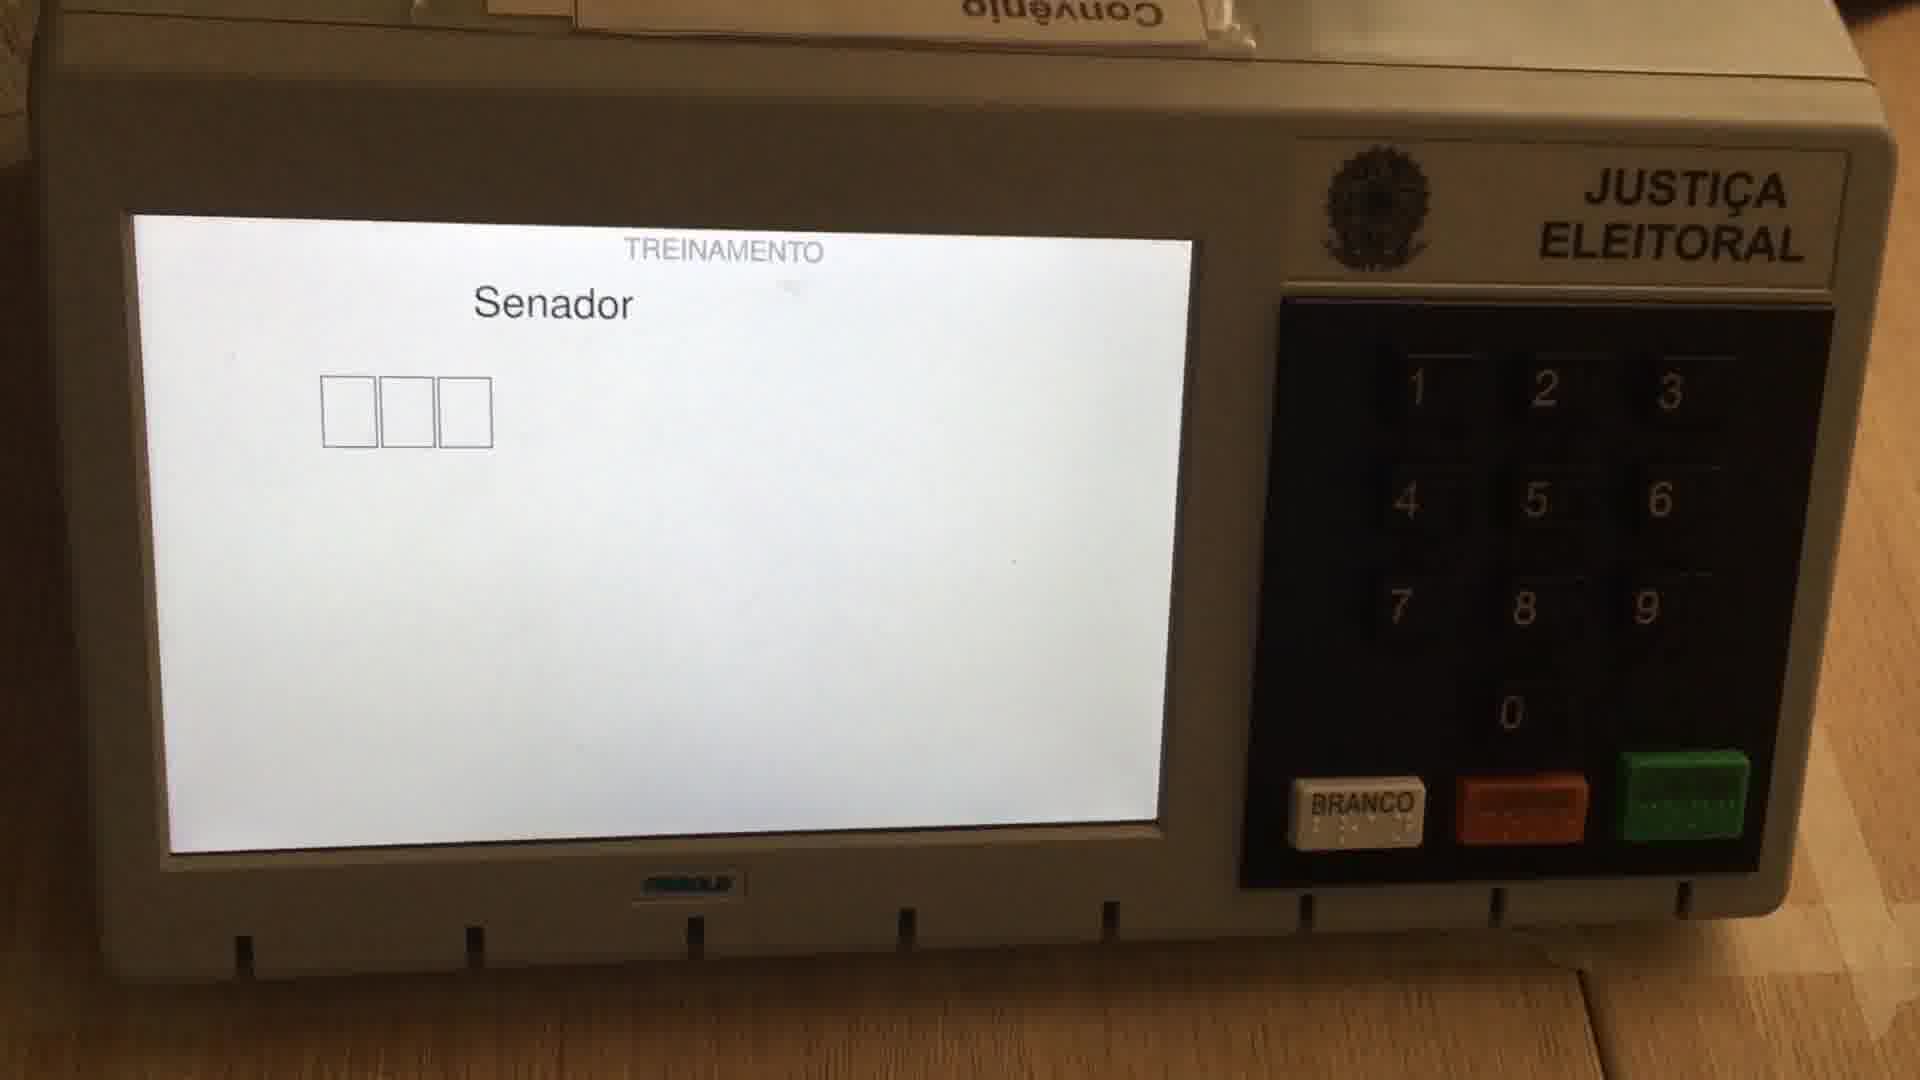 Convênio
JUSTIÇA
ELEITORAL
TREINAMENTO
Senador
1 2 3
4 5 6
7 8 9
0
BRANCO